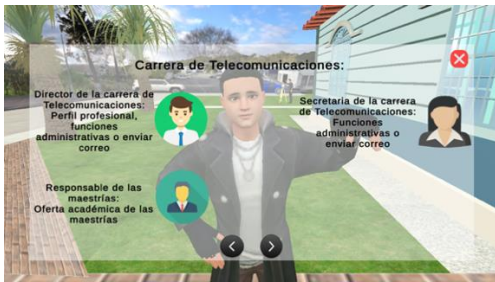 Carrera de Telecomunicaciones:
Director de la carrera de
Telecomunicaciones:
Perfil profesional,
funciones
administrativas o enviar
correo
Secretaria de la carrera
de Telecomunicaciones:
Funciones
administrativas o
enviar correo
Responsable de las
maestrías:
Oferta académica de las
maestrías